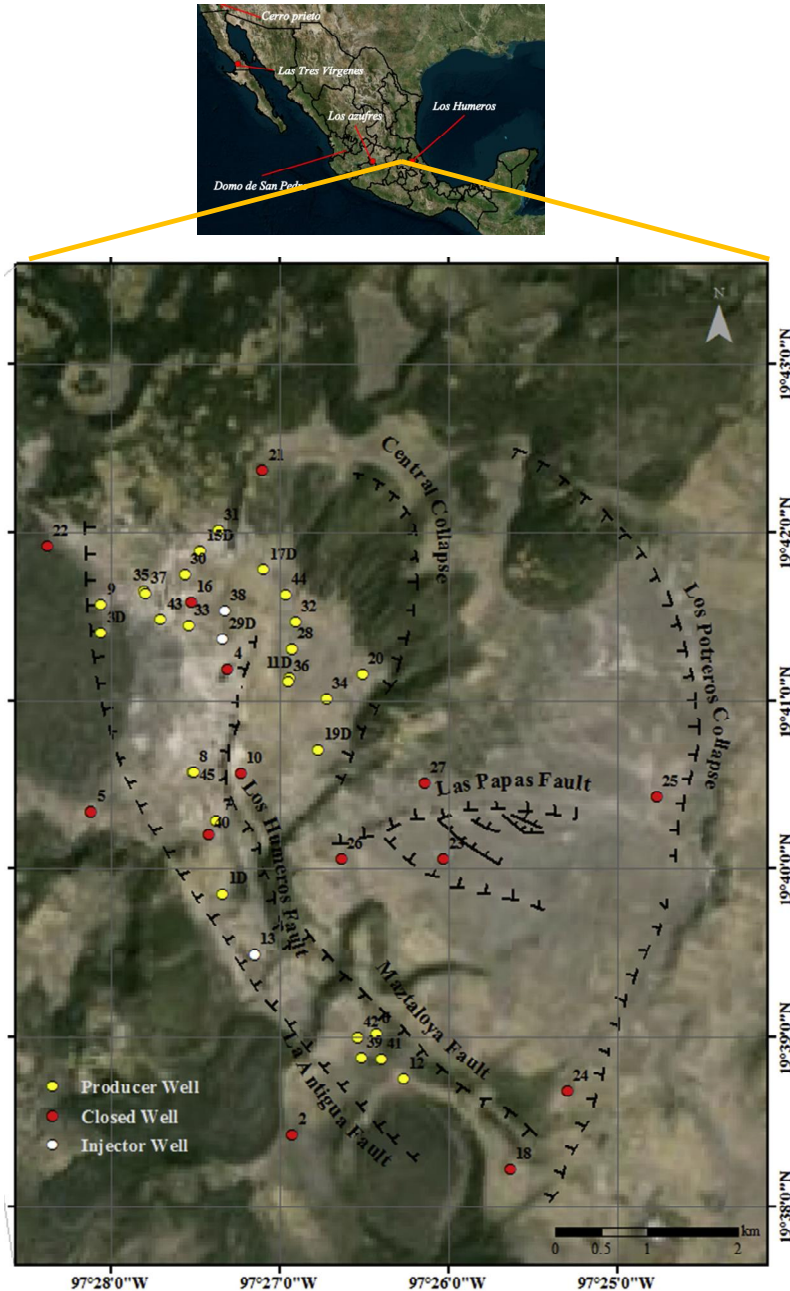 Cerro prieto
Las Tres Vírgenes
Los azufres
Los Humeros
Domo de San Pedro
N
19°43'0"N
Central Collapse
21
31
22
15D
19°42'0"N
17D
30
35
37
16
44
9
38
Los Potreros Collapse
43
33
32
3D
29D
28
4
11D
36
20
34
19°41'0"N
19D
8
10
27
45
Las Papas Fault
25
5
Los Humeros Fault
40
26
23
19°40'0"N
1D
13
Maztaloya Fault
42
6
19°39'0"N
39
41
La Antigua Fault
12
24
Producer Well
Closed Well
2
Injector Well
18
19°38'0"N
km
0
0.5
1
2
97°28'0"W
97°27'0"W
97°26'0"W
97°25'0"W